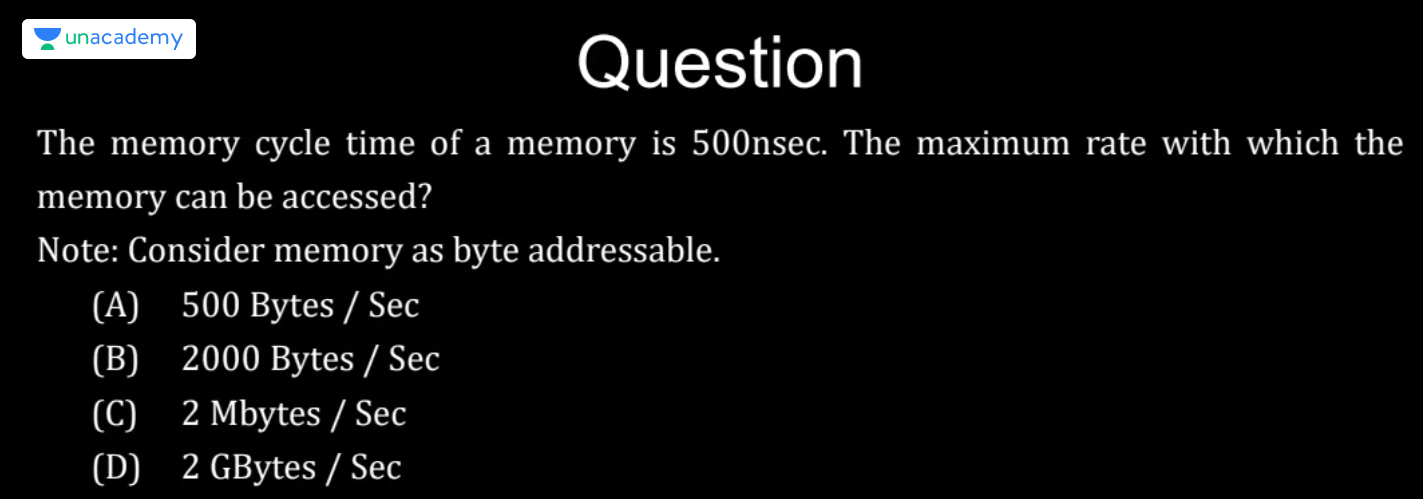 unacademy
Question
The memory cycle time of a memory is 500nsec. The maximum rate with which the
memory can be accessed?
Note: Consider memory as byte addressable.
(A) 500 Bytes / Sec
(B) 2000 Bytes / Sec
(C) 2 Mbytes / Sec
(D) 2 GBytes / Sec